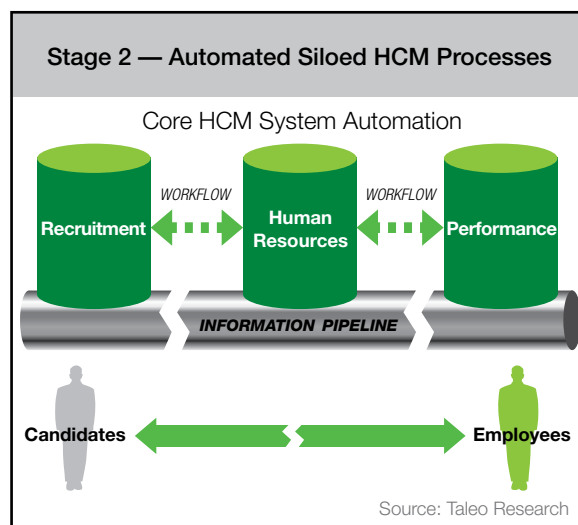 Stage 2 — Automated Siloed HCM Processes
Core HCM System Automation
WORKFLOW
WORKFLOW
Recruitment
Human
Resources
Performance
INFORMATION PIPELINE
Candidates
Employees
Source: Taleo Research